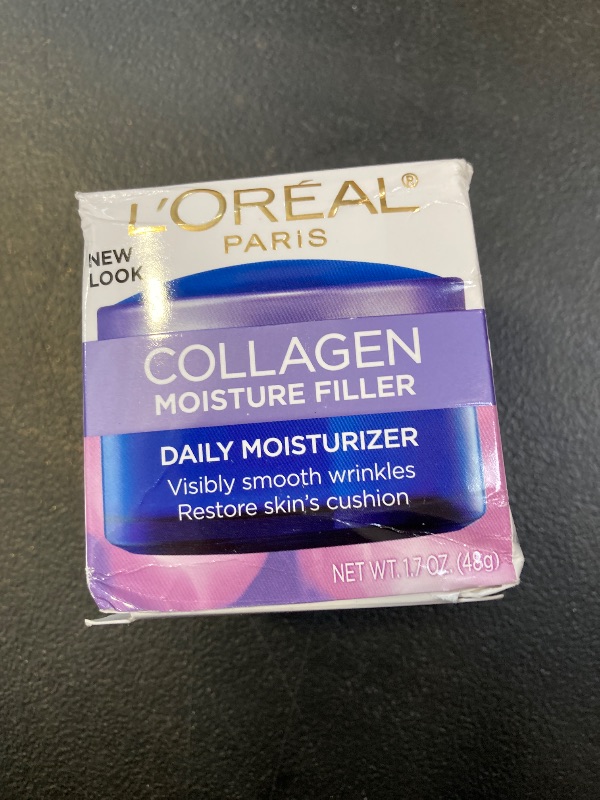 L'ORÉAL®
PARIS
NEW
LOOK
COLLAGEN
MOISTURE FILLER
DAILY MOISTURIZER
Visibly smooth wrinkles
Restore skin's cushion
NET WT. 1.7 OZ. (48g)